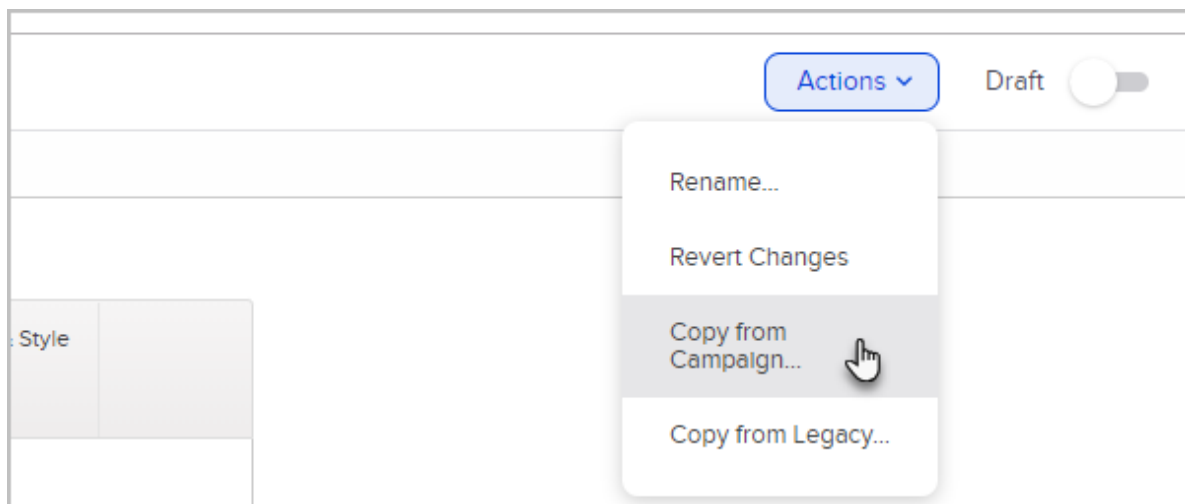 Actions
Draft
Rename...
Revert Changes
Style
Copy from
Campaign...
Copy from Legacy...